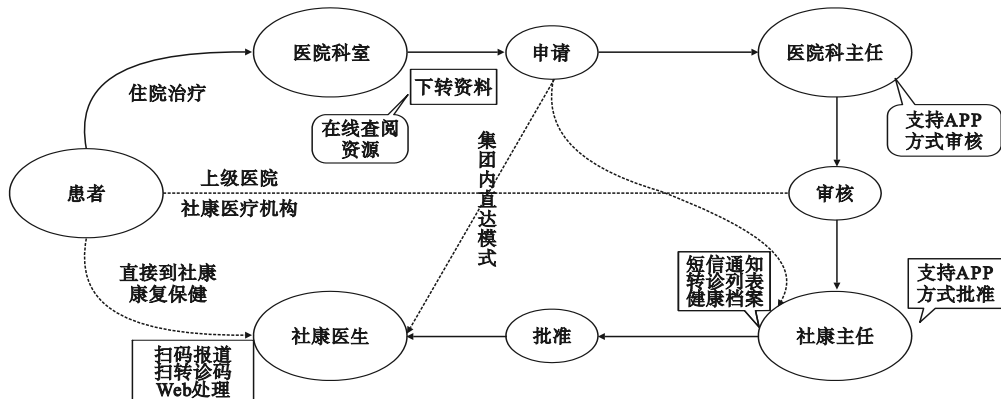 医院科室
申请
医院科主任
住院治疗
下转资料
在线查阅
资源
支持APP
方式审核
集团内直达模式
患者
上级医院
社康医疗机构
审核
直接到社康
康复保健
短信通知
转诊列表
健康档案
支持APP
方式批准
社康医生
批准
社康主任
扫码报道
扫转诊码
Web处理